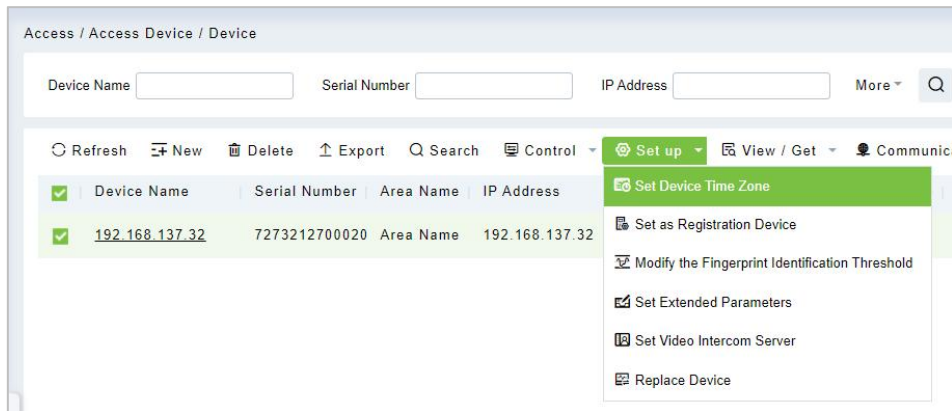 Access / Access Device / Device
Device Name Serial Number IP Address More
Refresh New Delete Export Search Control Set up View / Get Communic
Device Name Serial Number Area Name IP Address
192.168.137.32 7273212700020 Area Name 192.168.137.32
Set Device Time Zone
Set as Registration Device
Modify the Fingerprint Identification Threshold
Set Extended Parameters
Set Video Intercom Server
Replace Device